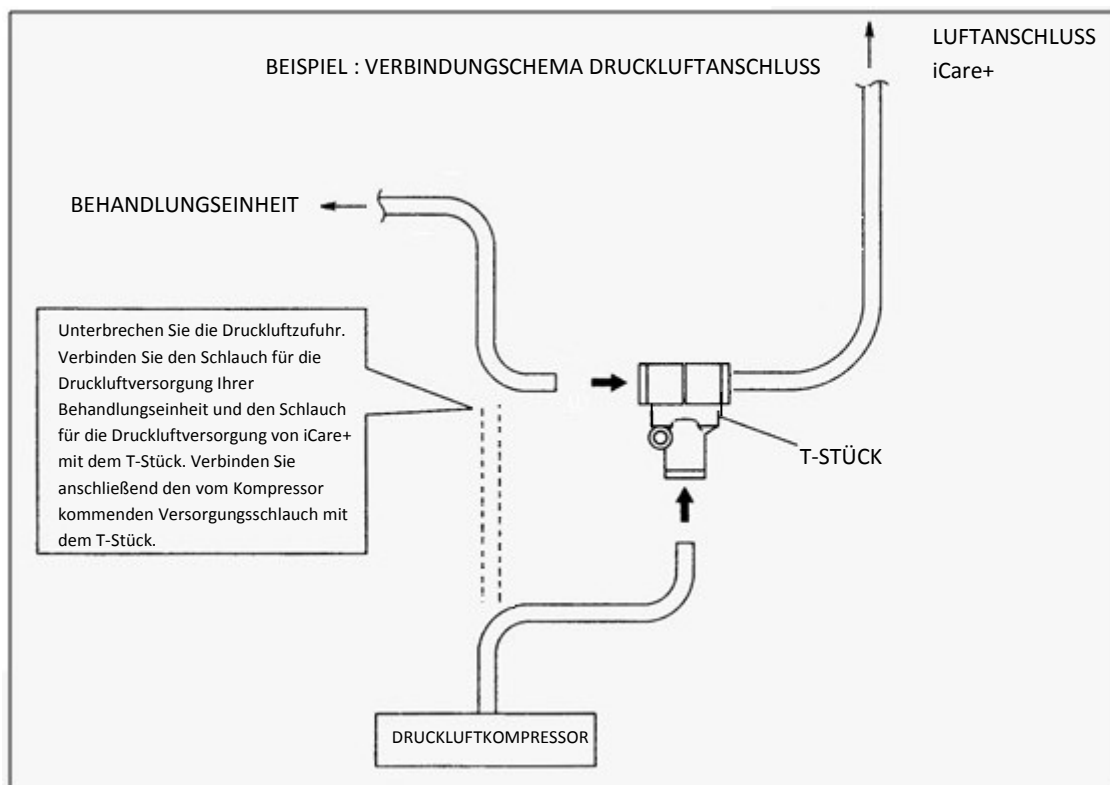 BEISPIEL : VERBINDUNGSCHEMA DRUCKLUFTANSCHLUSS
LUFTANSCHLUSS
iCare+
BEHANDLUNGSEINHEIT
Unterbrechen Sie die Druckluftzufuhr.
Verbinden Sie den Schlauch für die
Druckluftversorgung Ihrer
Behandlungseinheit und den Schlauch
für die Druckluftversorgung von iCare+
mit dem T-Stück. Verbinden Sie
anschließend den vom Kompressor
kommenden Versorgungsschlauch mit
dem T-Stück.
T-STÜCK
DRUCKLUFTKOMPRESSOR